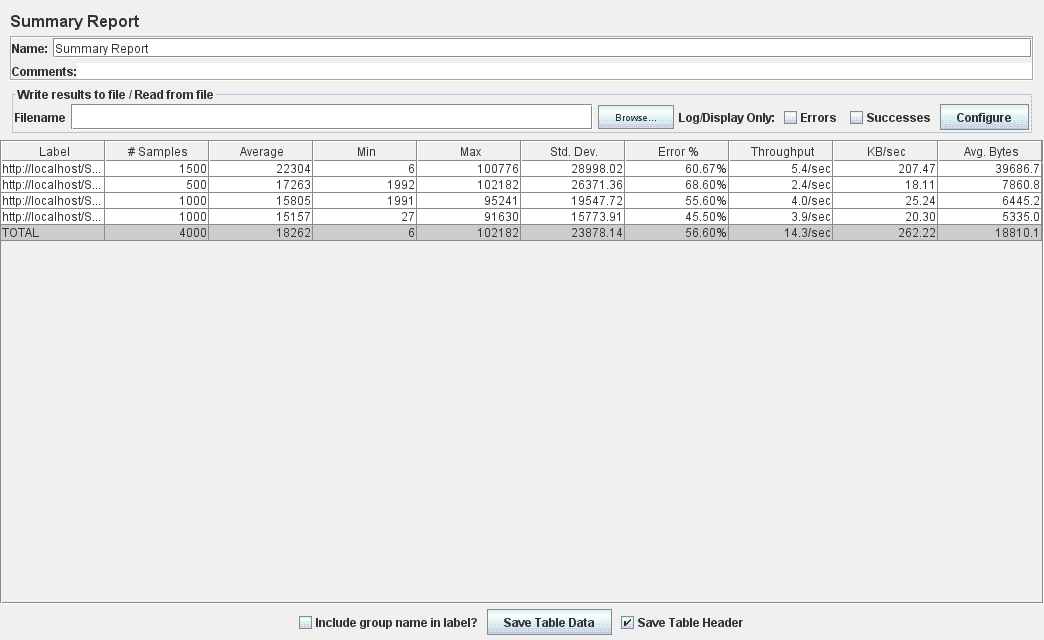 Summary Report
Name: Summary Report
Comments:
Write results to file / Read from file
Filename Browse... Log/Display Only: Errors Successes Configure
Label # Samples Average Min Max Std. Dev. Error % Throughput KB/sec Avg. Bytes
http://localhost/S... 1500 22304 6 100776 28998.02 60.67% 5.4/sec 207.47 39686.7
http://localhost/S... 500 17263 1992 102182 26371.36 68.60% 2.4/sec 18.11 7860.8
http://localhost/S... 1000 15805 1991 95241 19547.72 55.60% 4.0/sec 25.24 6445.2
http://localhost/S... 1000 15157 27 91630 15773.91 45.50% 3.9/sec 20.30 5335.0
TOTAL 4000 18262 6 102182 23878.14 56.60% 14.3/sec 262.22 18810.1
Include group name in label? Save Table Data Save Table Header